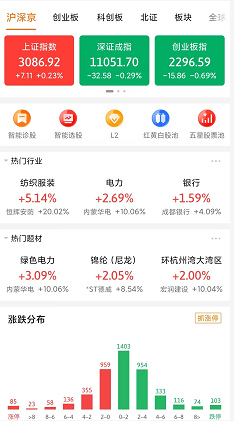 沪深京 创业板 科创板 北证 板块 全球
上证指数 深证成指 创业板指
3086.92 11051.70 2296.59
+7.11 +0.23% -32.58 -0.29% -15.86 -0.69%
智能诊股 智能选股 L2 红黄白股池 五星股票池
热门行业
纺织服装 电力 银行
+5.14% +2.69% +1.59%
恒辉安防 +20.02% 内蒙华电 +10.06% 成都银行 +4.09%
热门题材
绿色电力 锦纶（尼龙） 环杭州湾大湾区
+3.09% +2.05% +2.00%
内蒙华电 +10.06% *ST德威 +8.54% 宏润建设 +10.04%
涨跌分布 抓涨停
85 23 58 136 355 959 1403 954 333 116 74 103
涨停 >8 8-6 6-4 4-2 2-0 0-2 2-4 4-6 6-8 8< 跌停